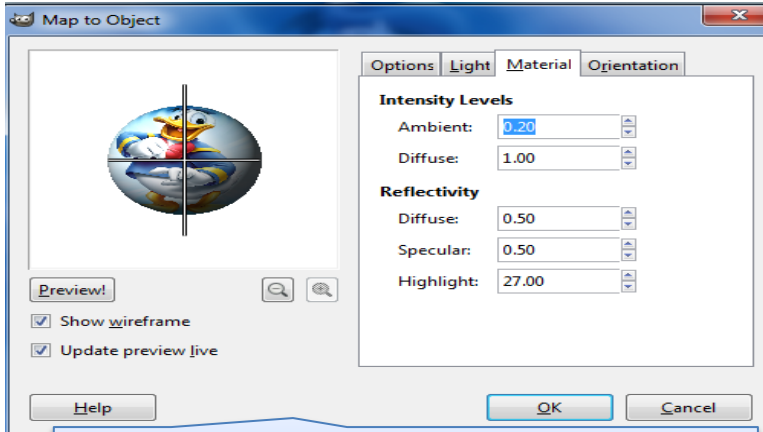 Map to Object
Options Light Material Orientation
Intensity Levels
Ambient: 0.20
Diffuse: 1.00
Reflectivity
Diffuse: 0.50
Specular: 0.50
Highlight: 27.00
Preview!
Show wireframe
Update preview live
Help OK Cancel